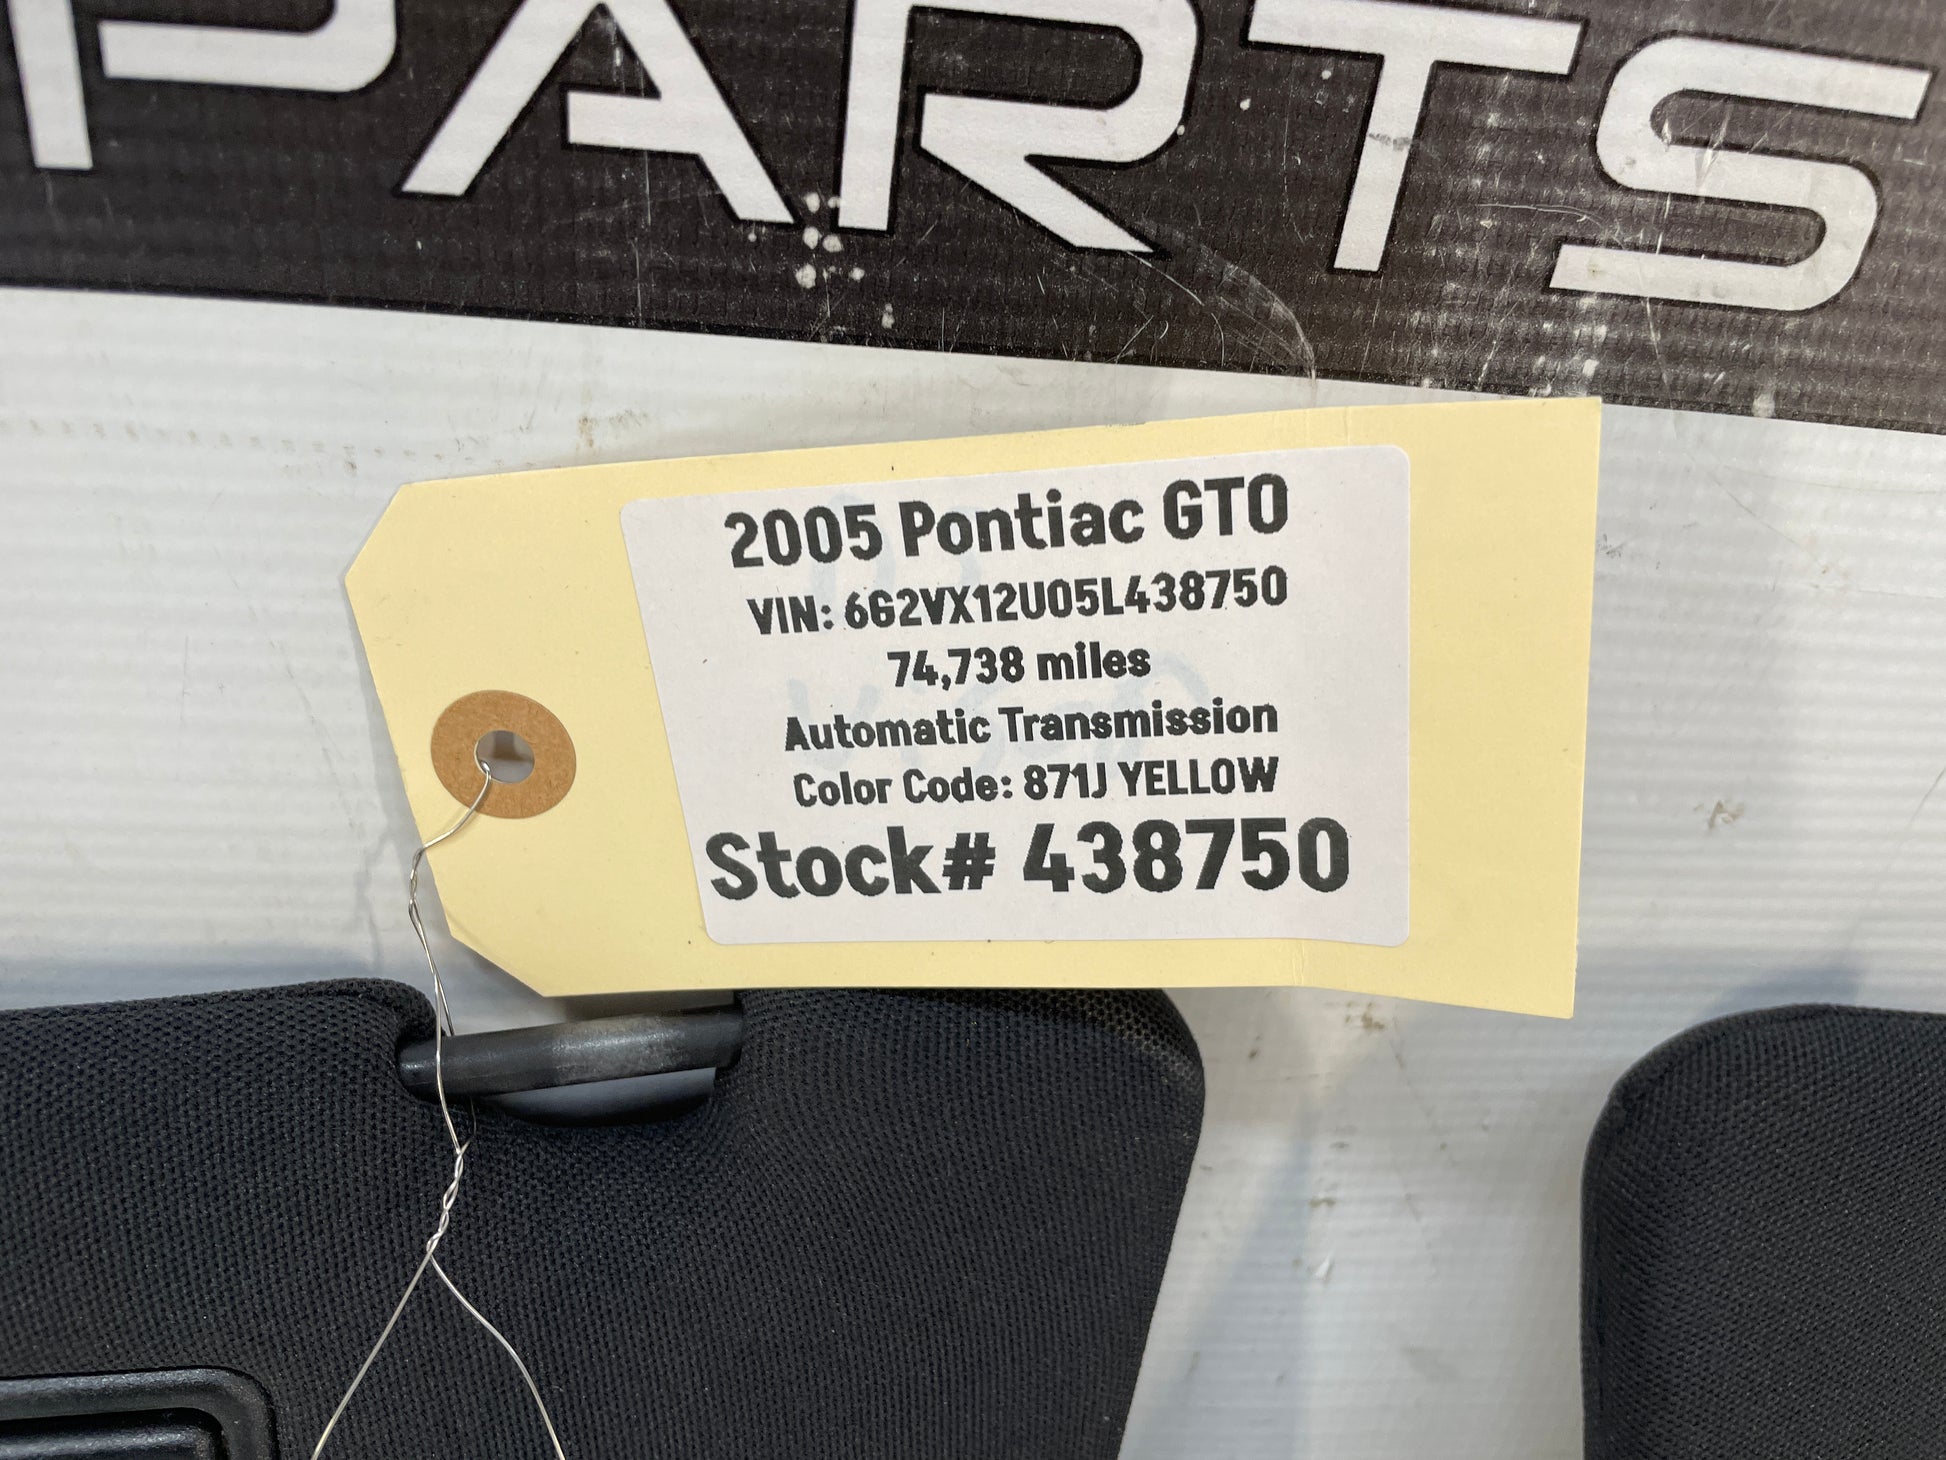 PARTS
2005 Pontiac GTO
VIN: 6G2VX12U05L438750
74,738 miles
Automatic Transmission
Color Code: 871J YELLOW
Stock# 438750